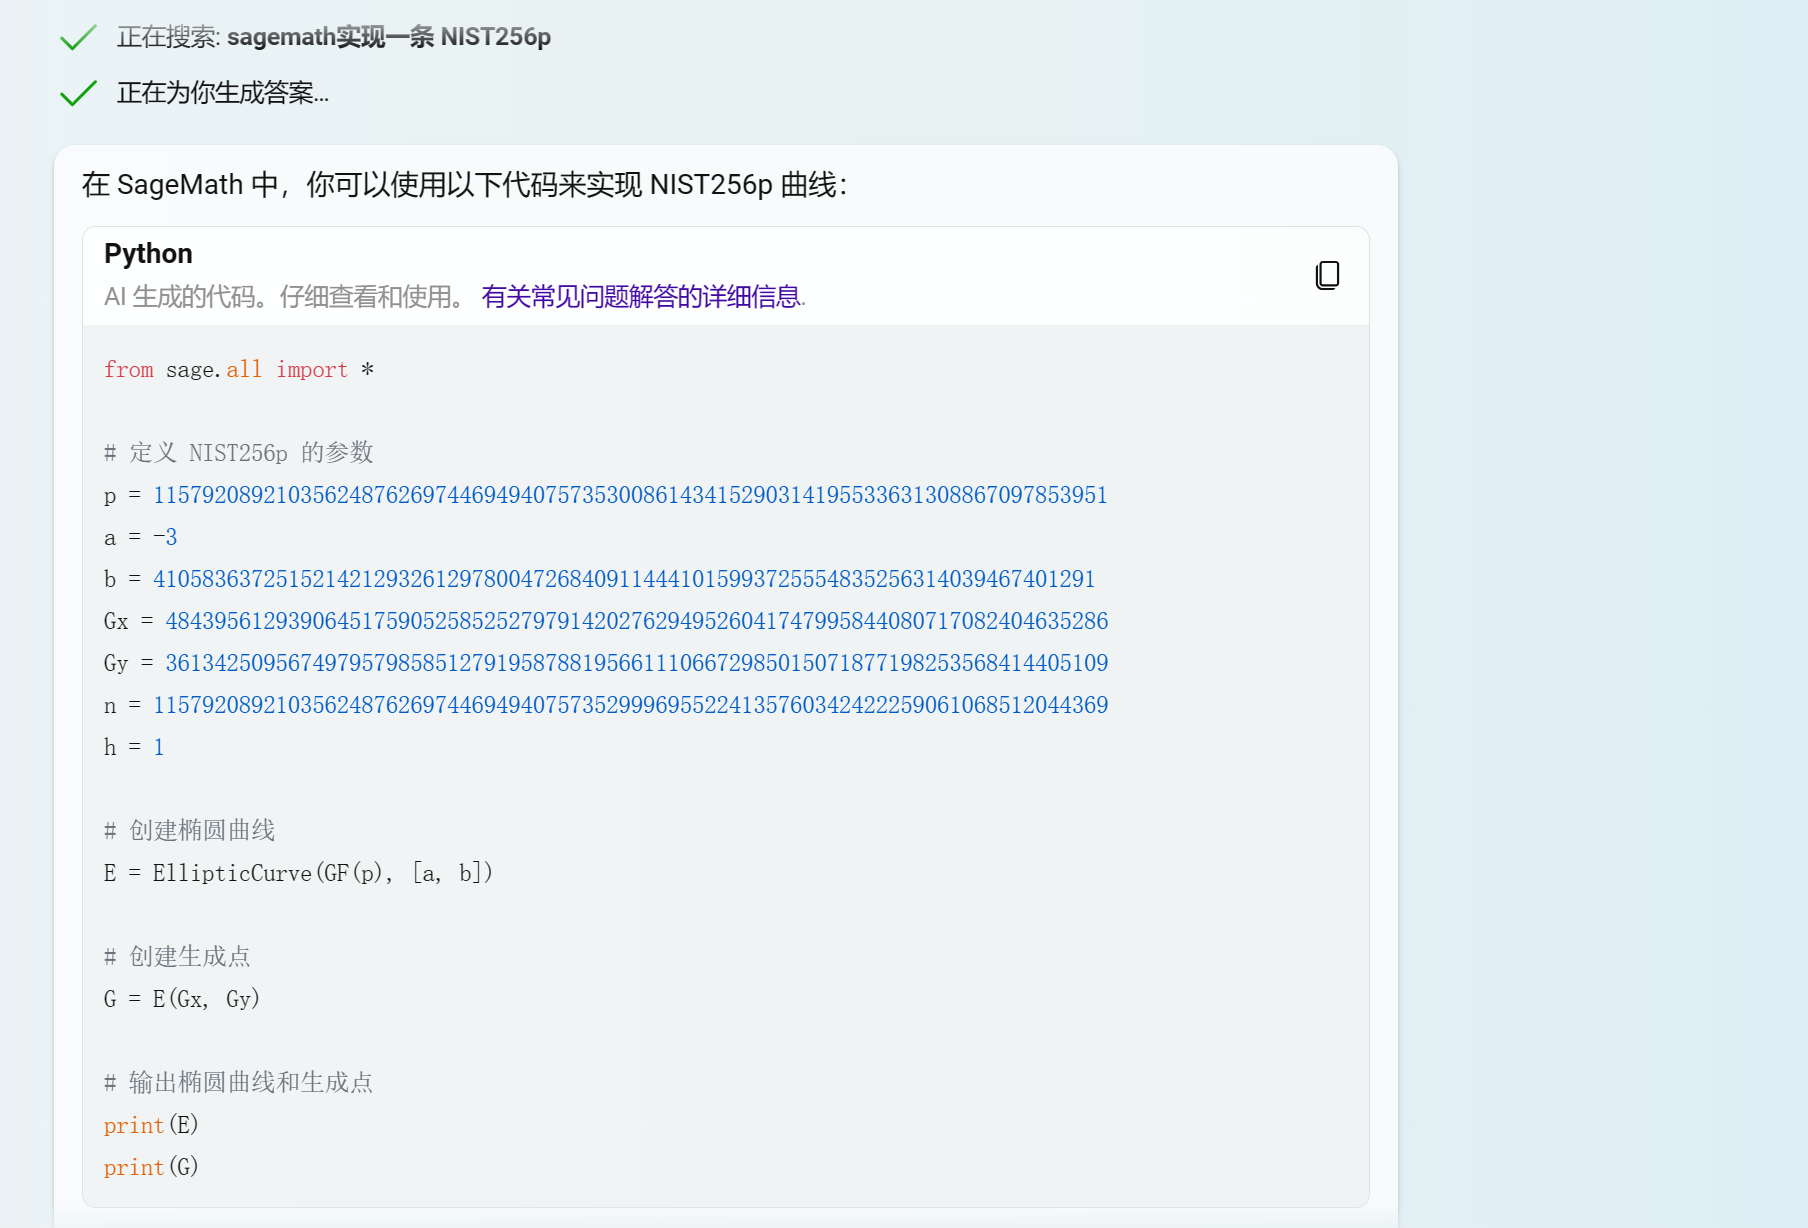 正在搜索: sagemath实现一条 NIST256p
正在为你生成答案...
在 SageMath 中，你可以使用以下代码来实现 NIST256p 曲线：
Python
AI 生成的代码。仔细查看和使用。 有关常见问题解答的详细信息.
from sage.all import *
# 定义 NIST256p 的参数
p = 115792089210356248762697446949407573530086143415290314195533631308867097853951
a = -3
b = 41058363725152142129326129780047268409114441015993725554835256314039467401291
Gx = 48439561293906451759052585252797914202762949526041747995844080717082404635286
Gy = 36134250956749795798585127919587881956611106672985015071877198253568414405109
n = 115792089210356248762697446949407573529996955224135760342422259061068512044369
h = 1
# 创建椭圆曲线
E = EllipticCurve(GF(p), [a, b])
# 创建生成点
G = E(Gx, Gy)
# 输出椭圆曲线和生成点
print(E)
print(G)